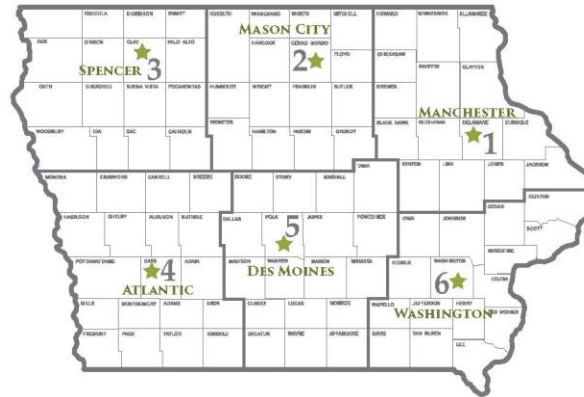 OSCEOLA DICKINSON EMMET
KOSSUTH WINNEBAGO WORTH MITCHELL
HOWARD WINNESHIEK ALLAMAKEE
MASON CITY
O'BRIEN CLAY PALO ALTO
HANCOCK CERRO GORDO FLOYD
CHICKASAW
SPENCER 3
2
FAYETTE CLAYTON
CHEROKEE BUENA VISTA POCAHONTAS
HUMBOLDT WRIGHT FRANKLIN BUTLER
BREMER
MANCHESTER
WEBSTER
BLACK HAWK BUCHANAN DELAWARE DUBUQUE
1
WOODBURY IDA SAC CALHOUN
HAMILTON HARDIN GRUNDY
TAMA
BENTON LINN JONES JACKSON
MONONA CRAWFORD CARROLL GREENE
BOONE STORY MARSHALL
CLINTON
CEDAR
HARRISON SHELBY AUDUBON GUTHRIE
DALLAS POLK JASPER POWESHIEK
IOWA JOHNSON
SCOTT
5
MUSCATINE
POTTAWATTAMIE CASS ADAIR
4
MADISON WARREN MARION MAHASKA
KEOKUK WASHINGTON
LOUISA
DES MOINES
6
ATLANTIC
MILLS MONTGOMERY ADAMS UNION
CLARKE LUCAS MONROE
WAPELLO JEFFERSON HENRY
DES MOINES
WASHINGTON
FREMONT PAGE TAYLOR RINGGOLD
DECATUR WAYNE APPANOOSE
DAVIS VAN BUREN
LEE